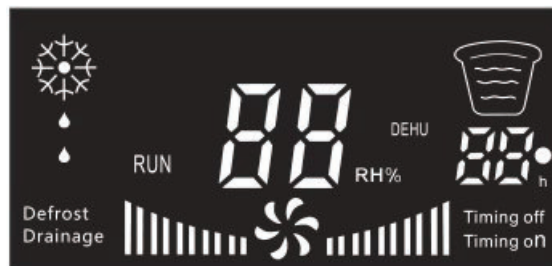 88
DEHU
88.
RUN
RH%
h
Defrost
Drainage
Timing off
Timing on